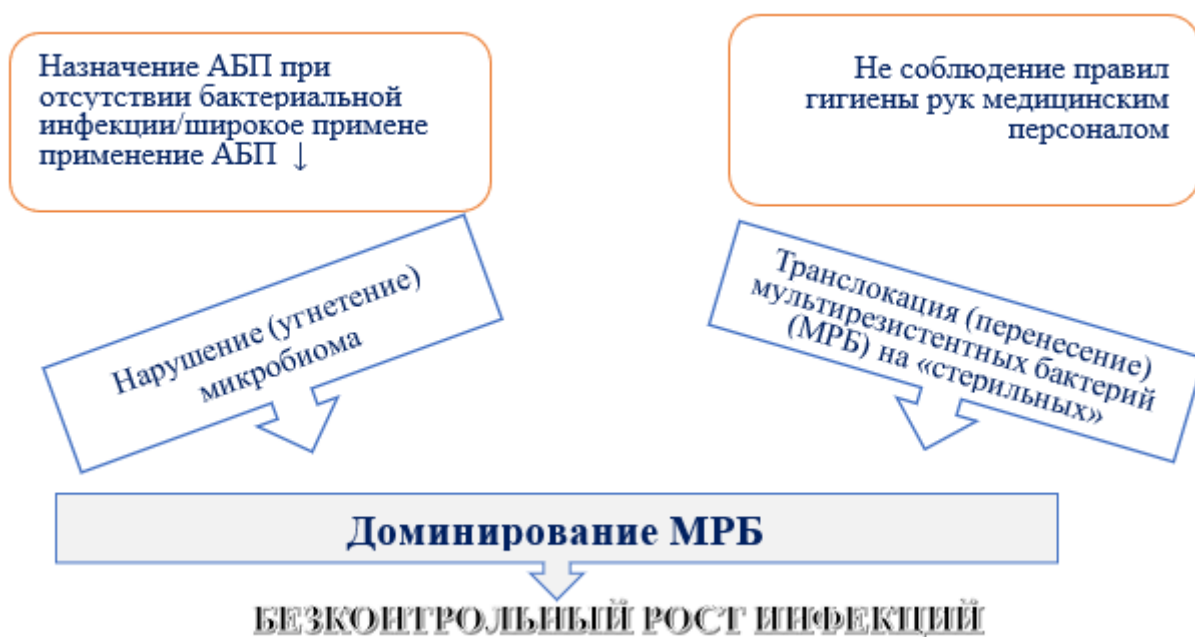 Назначение АБП при
отсутствии бактериальной
инфекции/широкое примене
применение АБП ↓
Не соблюдение правил
гигиены рук медицинским
персоналом
Нарушение (угнетение)
микробиома
Транслокация (перенесение)
мультирезистентных бактерий
(МРБ) на «стерильных»
Доминирование МРБ
БЕЗКОНТРОЛЬНЫЙ РОСТ ИНФЕКЦИЙ